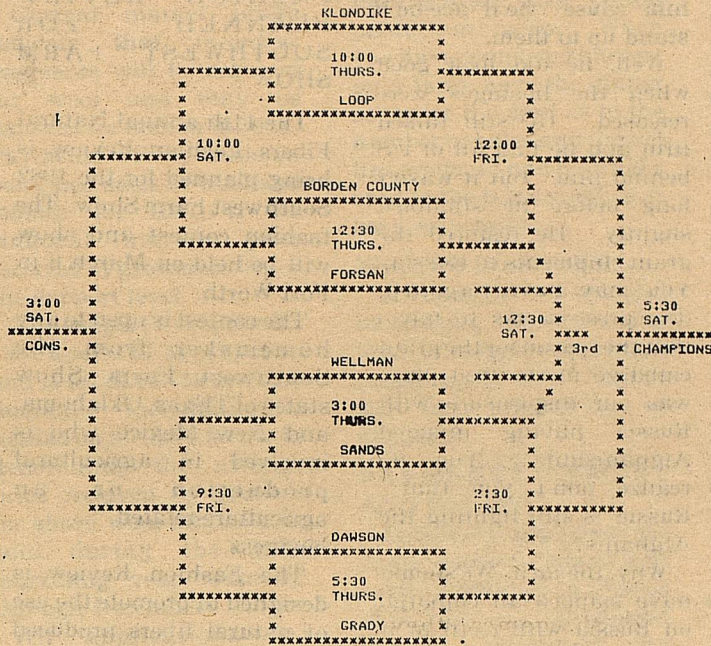 KLONDIKE
10:00
THURS.
LOOP
10:00
SAT.
12:00
FRI.
BORDEN COUNTY
12:30
THURS.
FORSAN
3:00
SAT.
CONS.
12:30
SAT.
3rd
5:30
SAT.
CHAMPIONS
WELLMAN
3:00
THURS.
SANDS
9:30
FRI.
2:30
FRI.
DAWSON
5:30
THURS.
GRADY